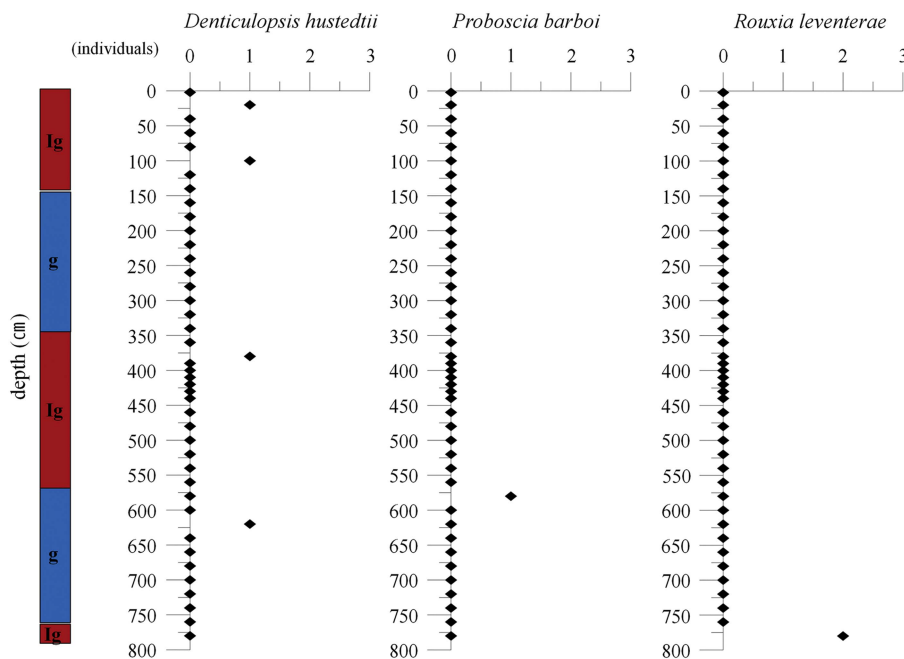 Denticulopsis hustedtii Proboscia barboi Rouxia leventerae
(individuals) 0 1 2 3 0 1 2 3 0 1 2 3
0 0 0
50 50 50
Ig 100 100 100
150 150 150
200 200 200
g 250 250 250
300 300 300
350 350 350
depth (cm) 400 400 400
Ig 450 450 450
500 500 500
550 550 550
600 600 600
g 650 650 650
700 700 700
750 750 750
Ig 800 800 800